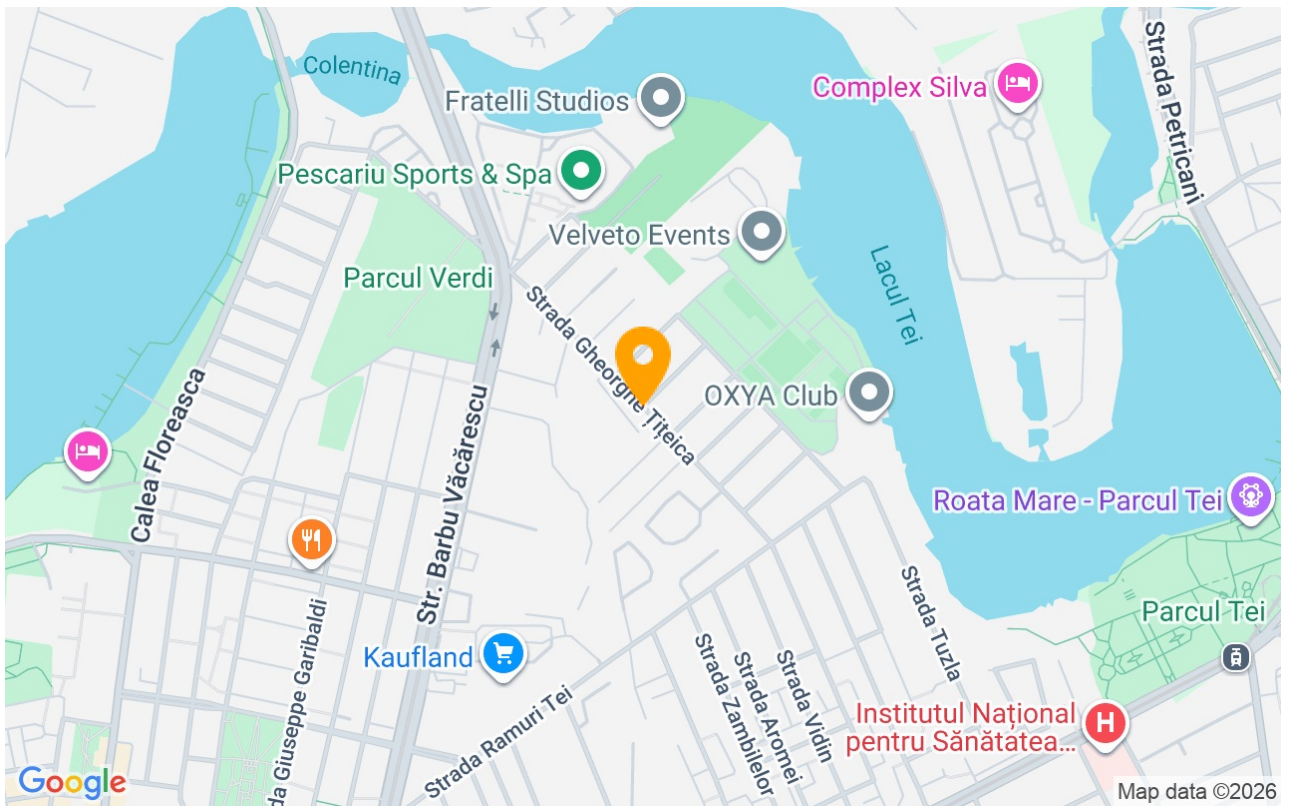 Colentina
Fratelli Studios
Complex Silva
Strada Petricani
Pescariu Sports & Spa
Velveto Events
Parcul Verdi
Lacul Tei
Strada Gheorghe Țițeica
OXYA Club
Calea Floreasca
Str. Barbu Văcărescu
Roata Mare - Parcul Tei
Strada Tuzla
Parcul Tei
Kaufland
Strada Giuseppe Garibaldi
Strada Ramuri Tei
Strada Zambilelor
Strada Aromei
Strada Vidin
Institutul Național
pentru Sănătatea...
H
Google
Map data ©2026